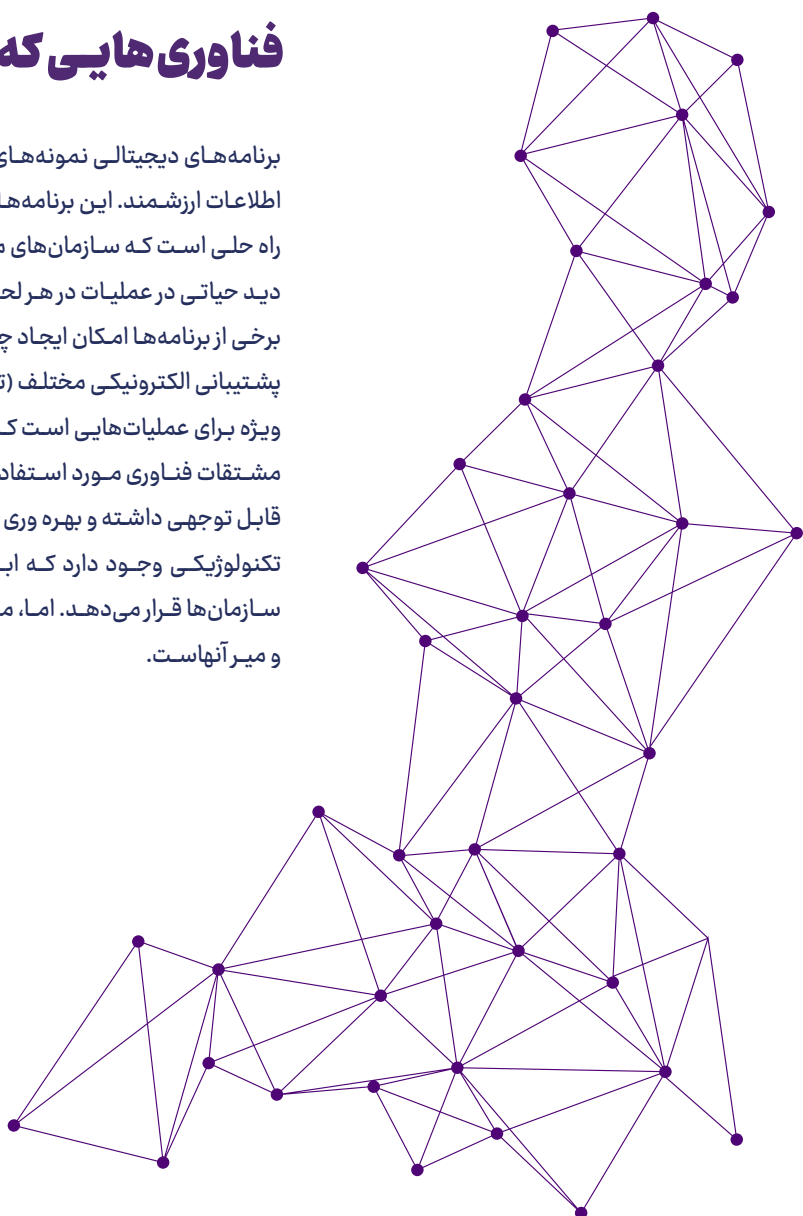 فناوری‌هایی که
برنامه‌های دیجیتالی نمونه‌های
اطلاعات ارزشمند. این برنامه‌ها
راه حلی است که سازمان‌های
دید حیاتی در عملیات در هر
برخی از برنامه‌ها امکان ایجاد
پشتیبانی الکترونیکی مختلف
ویژه برای عملیات‌هایی است
مشتقات فناوری مورد
قابل توجهی داشته و بهره وری
تکنولوژیکی وجود دارد که
سازمان‌ها قرار می‌دهد. اما،
و میر آنهاست.